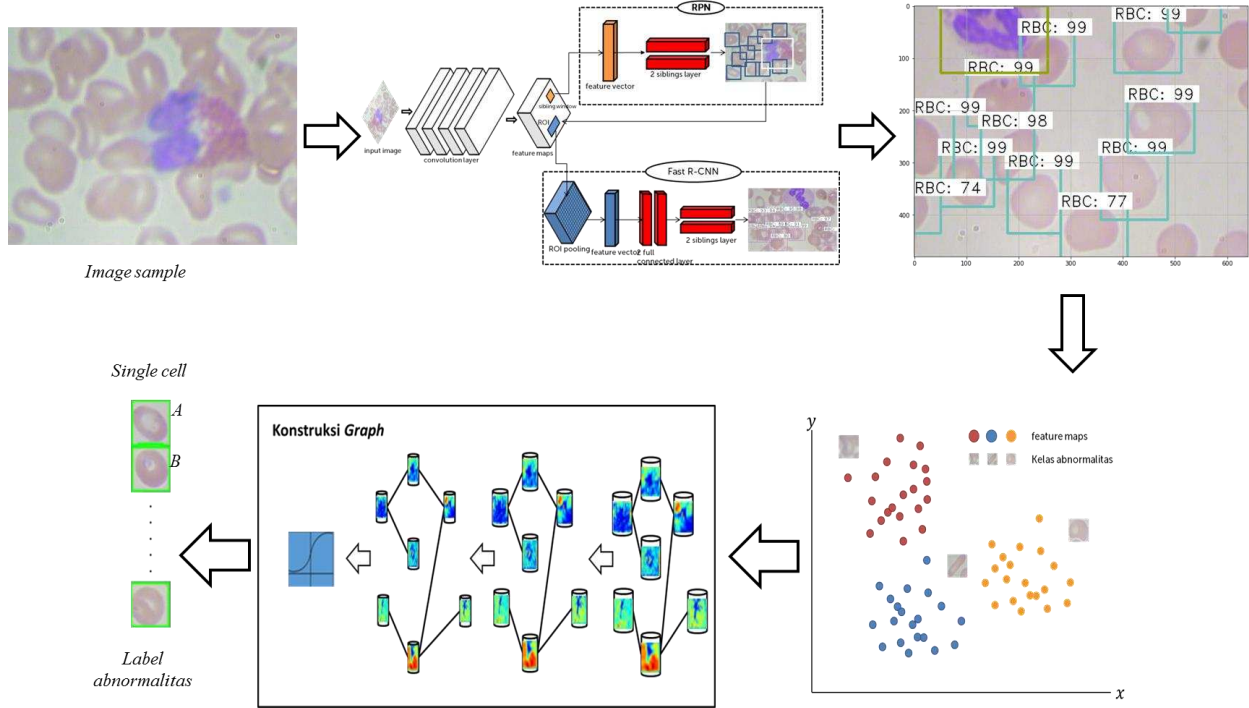 Image sample
input image
convolution layer
feature maps
sibling window
ROI
RPN
feature vector
2 siblings layer
Fast R-CNN
ROI pooling
feature vector
2 full
connected layer
2 siblings layer
0
100
200
300
400
0
100
200
300
400
500
600
RBC: 99
RBC: 99
RBC: 99
RBC: 99
RBC: 99
RBC: 98
RBC: 99
RBC: 99
RBC: 99
RBC: 74
RBC: 77
y
x
feature maps
Kelas abnormalitas
Konstruksi Graph
Single cell
A
B
Label
abnormalitas